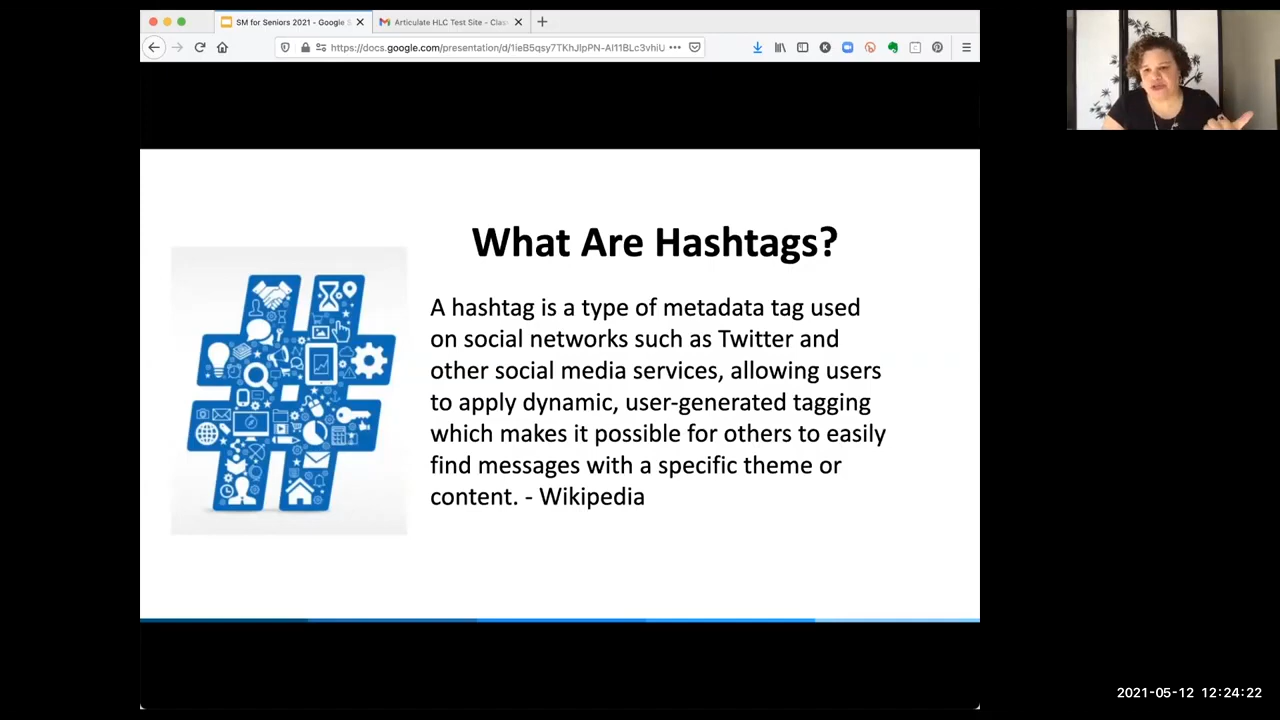 SM for Seniors 2021 - Google S
Articulate HLC Test Site - Clas
https://docs.google.com/presentation/d/1ieB5qsy7TKhJlpPN-AI11BLc3vhiU
What Are Hashtags?
A hashtag is a type of metadata tag used
on social networks such as Twitter and
other social media services, allowing users
to apply dynamic, user-generated tagging
which makes it possible for others to easily
find messages with a specific theme or
content. - Wikipedia
2021-05-12 12:24:22